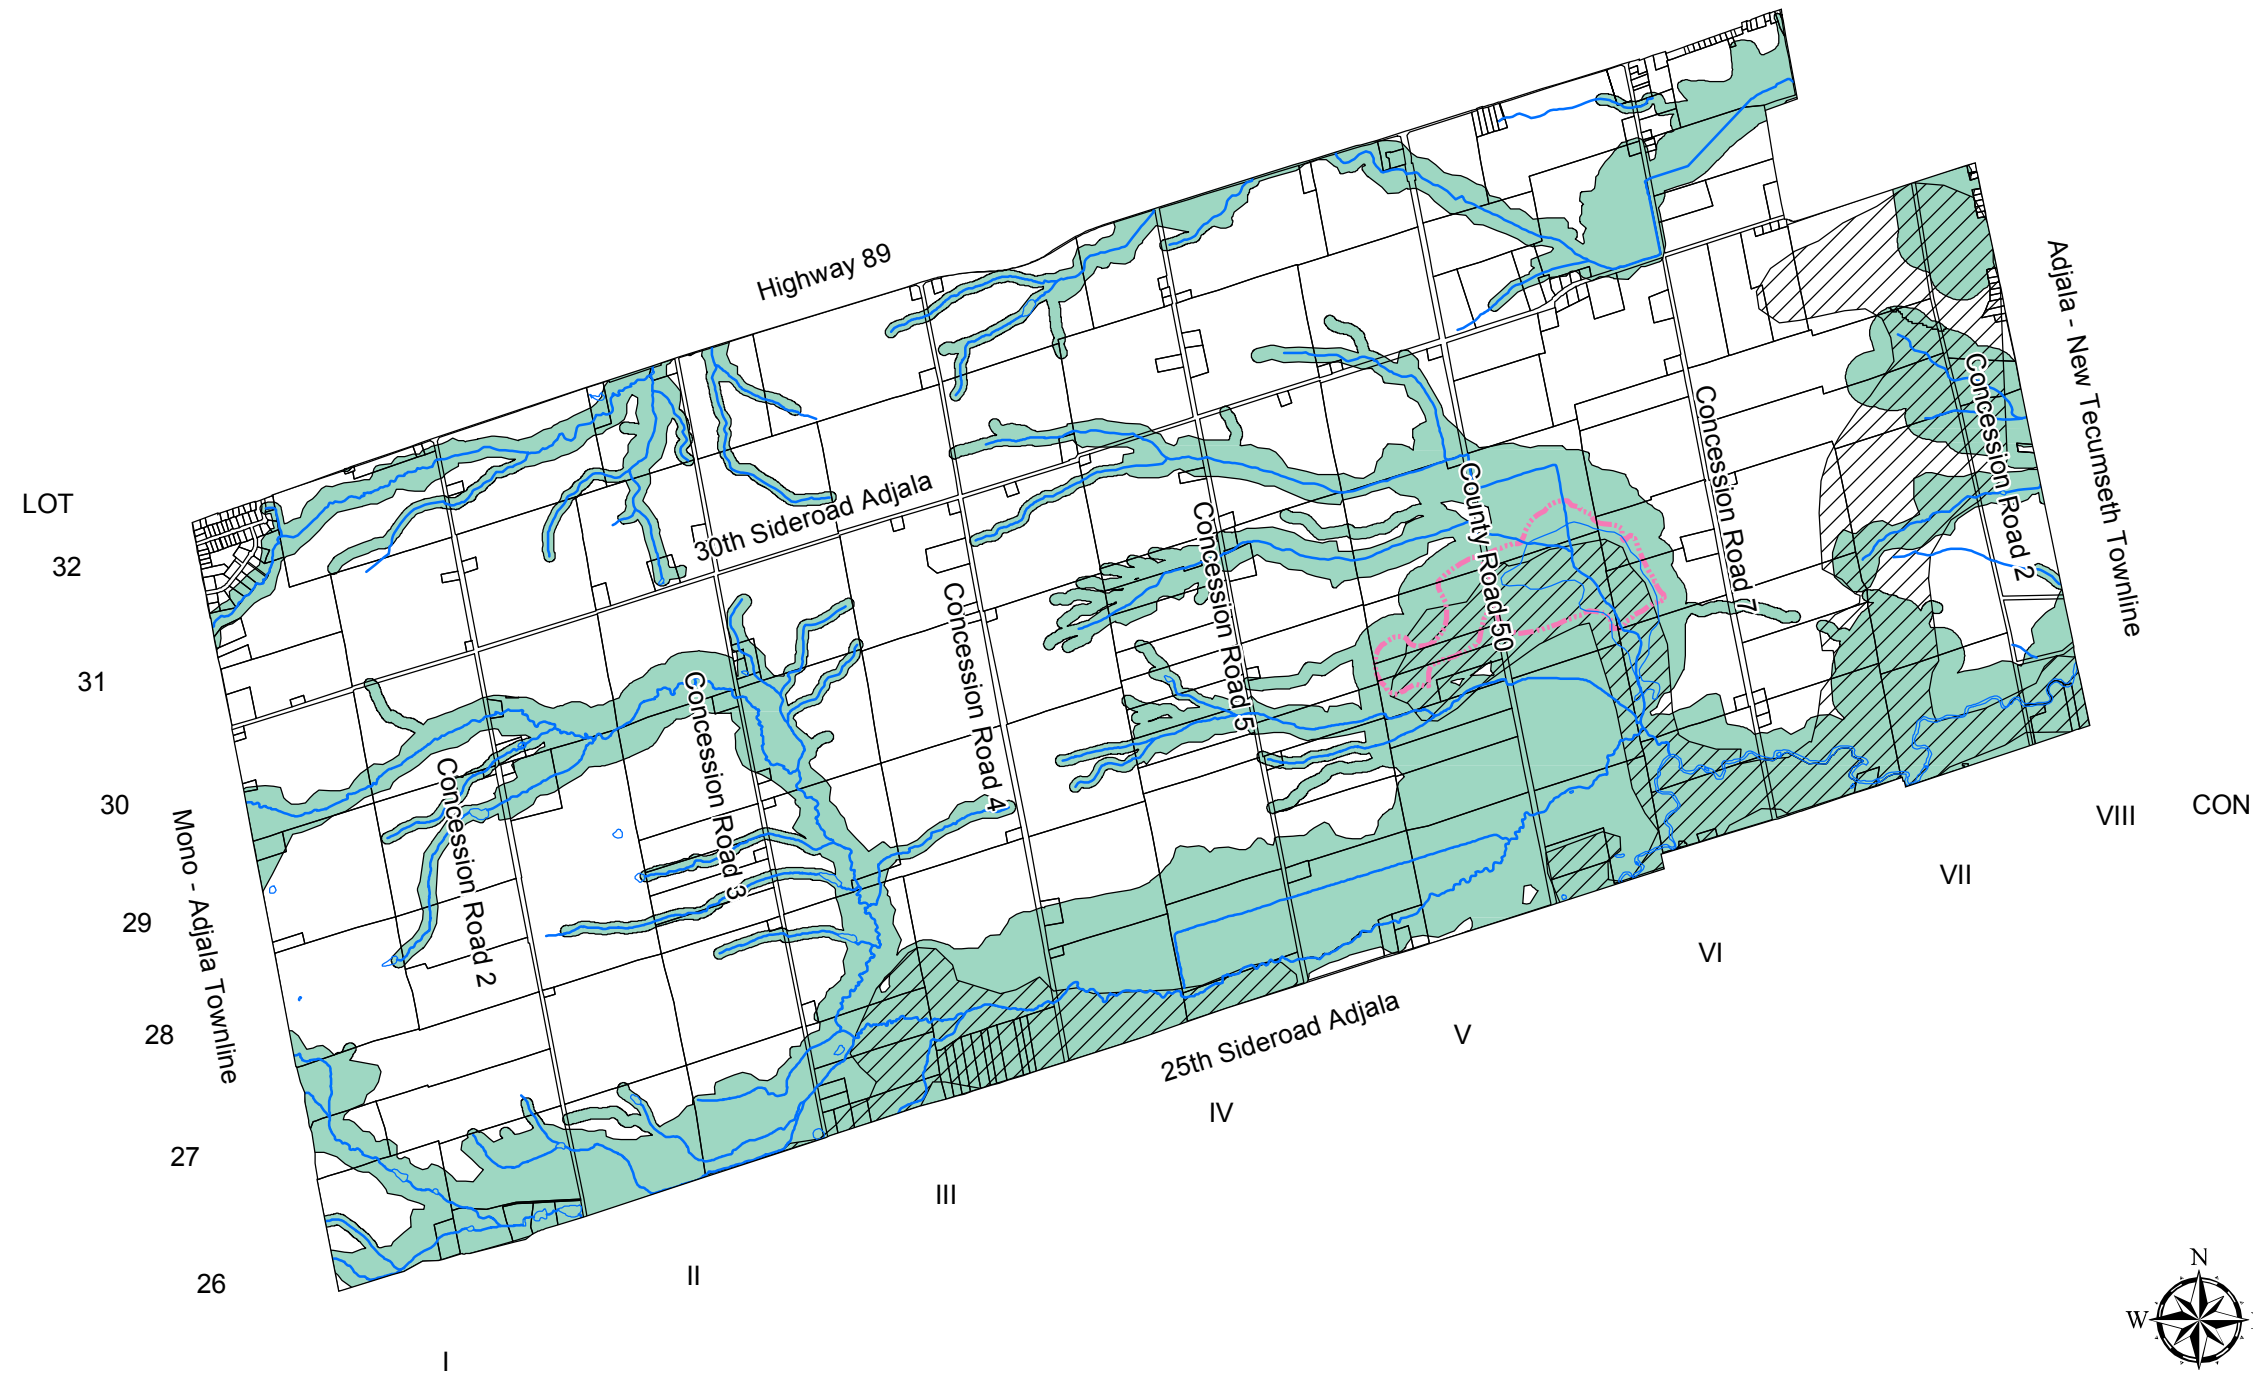 Highway 89
Adjala - New Tecumseth Townline
Concession Road 2
Concession Road 7
County Road 50
LOT
30th Sideroad Adjala
Concession Road 5
32
Concession Road 4
31
Concession Road 3
Concession Road 2
30
Mono - Adjala Townline
VIII
CON
VII
29
VI
28
25th Sideroad Adjala
V
IV
27
III
II
26
I
N
W